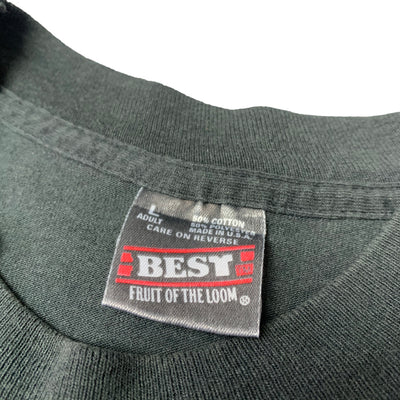 L
ADULT
50% COTTON
50% POLYESTER
MADE IN U.S.A.
CARE ON REVERSE
BEST
FRUIT OF THE LOOM ®